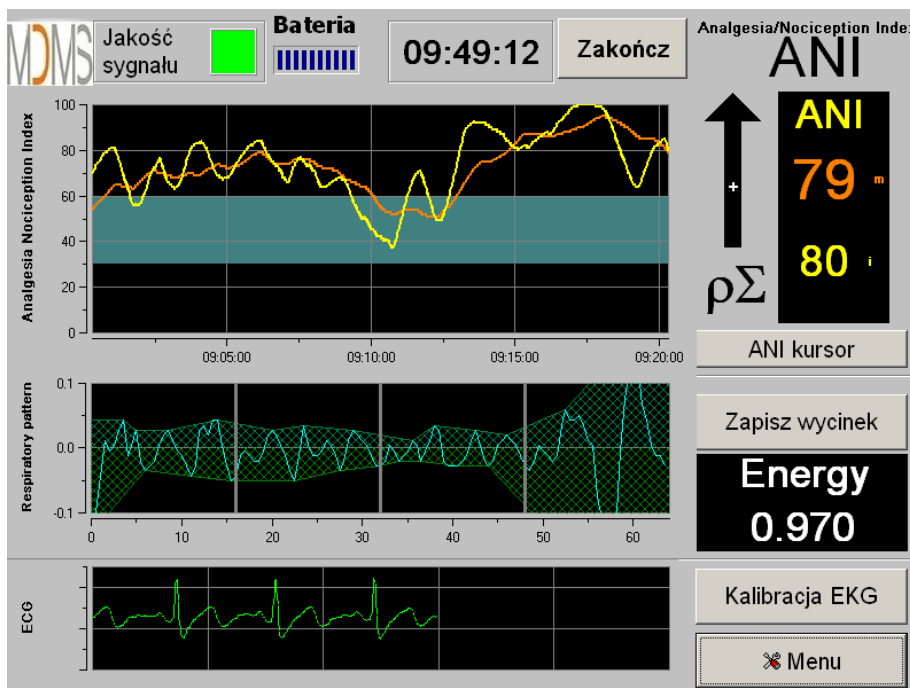 MDMS
Jakość
sygnału
Bateria
09:49:12
Zakończ
Analgesia/Nociception Index
ANI
Analgesia Nociception Index
100
80
60
40
20
0
09:05:00 09:10:00 09:15:00 09:20:00
+
ρΣ
ANI
79 m
80 i
ANI kursor
Respiratory pattern
0.1
0.0
-0.1
0 10 20 30 40 50 60
Zapisz wycinek
Energy
0.970
ECG
Kalibracja EKG
Menu